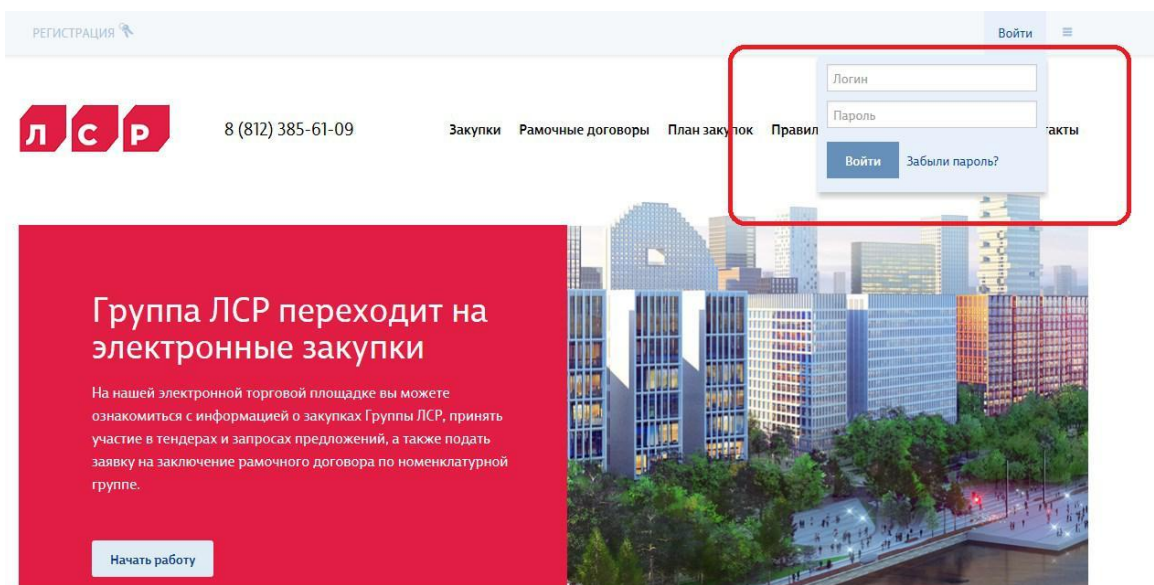 РЕГИСТРАЦИЯ
Войти
Логин
Пароль
Войти Забыли пароль?
ЛСР
8 (812) 385-61-09
Закупки Рамочные договоры План закупок
Группа ЛСР переходит на
электронные закупки
На нашей электронной торговой площадке вы можете
ознакомиться с информацией о закупках Группы ЛСР, принять
участие в тендерах и запросах предложений, а также подать
заявку на заключение рамочного договора по номенклатурной
группе.
Начать работу